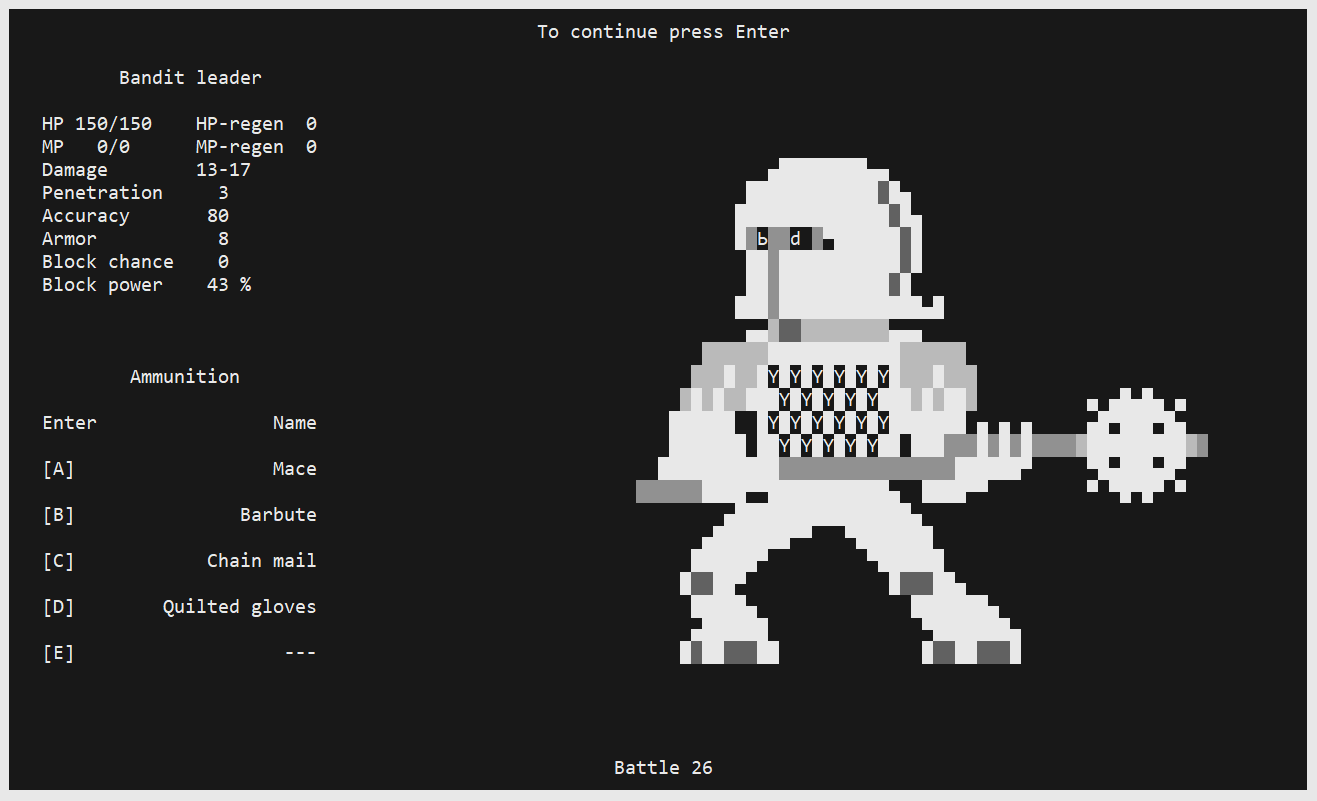 To continue press Enter
Bandit leader
HP 150/150 HP-regen 0
MP 0/0 MP-regen 0
Damage 13-17
Penetration 3
Accuracy 80
Armor 8
Block chance 0
Block power 43 %
Ammunition
Enter Name
[A] Mace
[B] Barbute
[C] Chain mail
[D] Quilted gloves
[E] ---
ь d
Y Y Y Y Y Y
Y Y Y Y Y
Y Y Y Y Y Y
Y Y Y Y Y
Battle 26